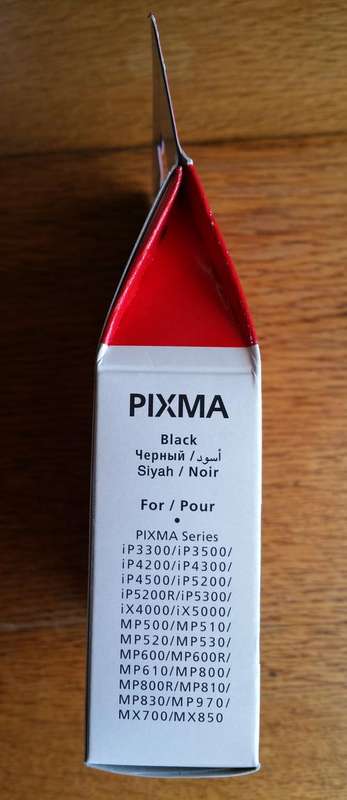 PIXMA
Black
Черный / أسود
Siyah / Noir
For / Pour
•
PIXMA Series
iP3300/iP3500/
iP4200/iP4300/
iP4500/iP5200/
iP5200R/iP5300/
iX4000/iX5000/
MP500/MP510/
MP520/MP530/
MP600/MP600R/
MP610/MP800/
MP800R/MP810/
MP830/MP970/
MX700/MX850